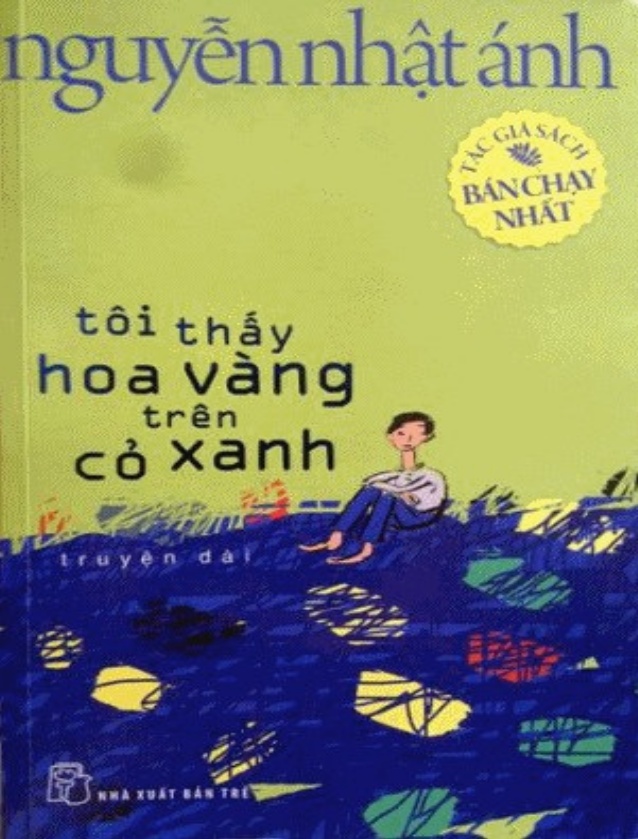 nguyễn nhật ánh
TÁC GIẢ SÁCH
BÁN CHẠY
NHẤT
tôi thấy
hoa vàng
trên
cỏ xanh
truyện dài
NHÀ XUẤT BẢN TRẺ